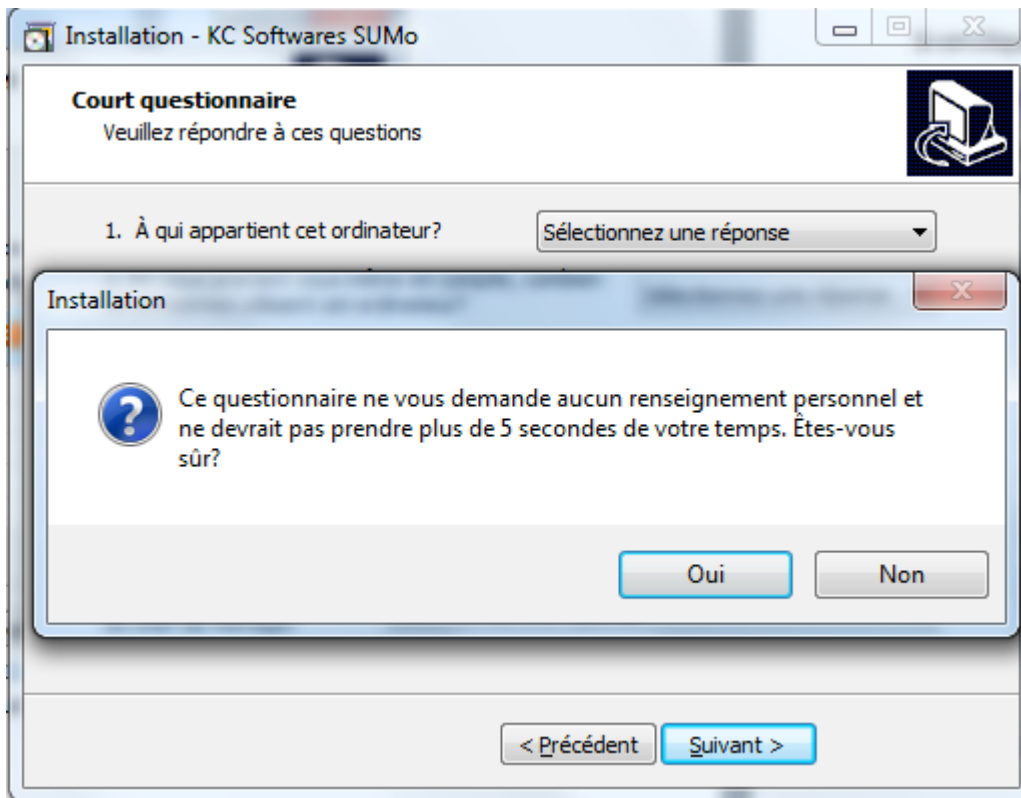 Installation - KC Softwares SUMo
Court questionnaire
Veuillez répondre à ces questions
1. À qui appartient cet ordinateur?
Sélectionnez une réponse
Installation
Ce questionnaire ne vous demande aucun renseignement personnel et
ne devrait pas prendre plus de 5 secondes de votre temps. Êtes-vous
sûr?
Oui
Non
< Précédent
Suivant >